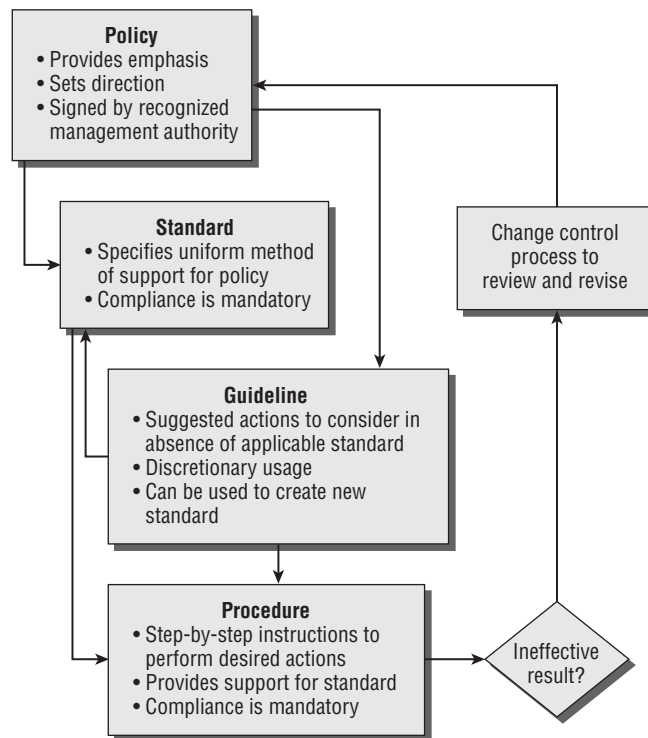 Policy
• Provides emphasis
• Sets direction
• Signed by recognized
management authority
Standard
• Specifies uniform method
of support for policy
• Compliance is mandatory
Change control
process to
review and revise
Guideline
• Suggested actions to consider in
absence of applicable standard
• Discretionary usage
• Can be used to create new
standard
Procedure
• Step-by-step instructions to
perform desired actions
• Provides support for standard
• Compliance is mandatory
Ineffective
result?